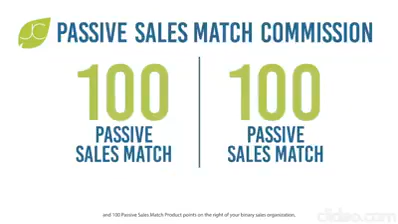 JC PASSIVE SALES MATCH COMMISSION
100
PASSIVE
SALES MATCH
100
PASSIVE
SALES MATCH
and 100 Passive Sales Match Product points on the right of your binary sales organization.
clideo.com